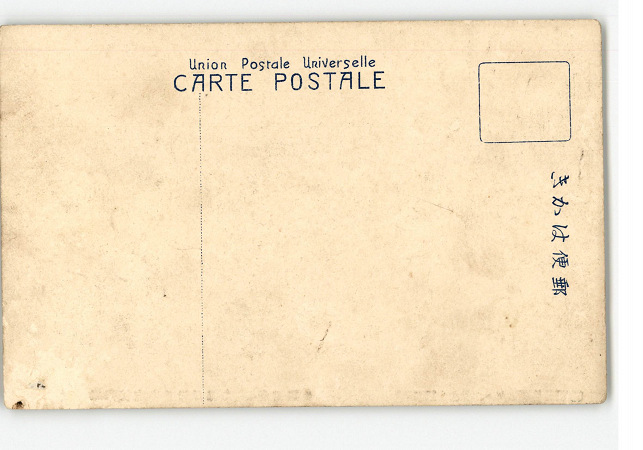 Union Postale Universelle
CARTE POSTALE
郵便はかき